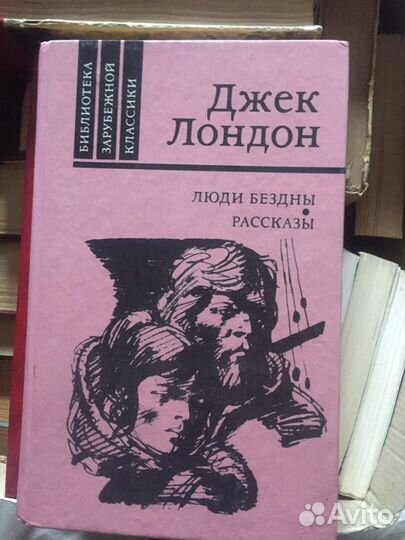 БИБЛИОТЕКА
ЗАРУБЕЖНОЙ
КЛАССИКИ
Джек
Лондон
ЛЮДИ БЕЗДНЫ
РАССКАЗЫ
Avito